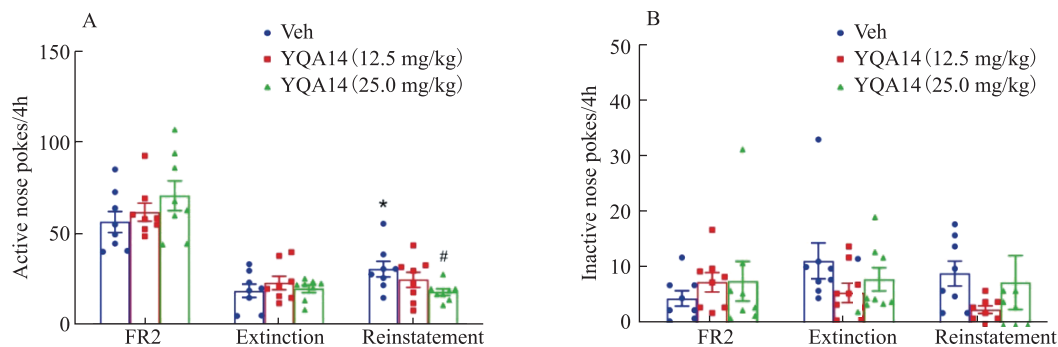 A
Veh
YQA14 (12.5 mg/kg)
YQA14 (25.0 mg/kg)
Active nose pokes/4h
150
100
50
0
*
#
FR2 Extinction Reinstatement
B
Veh
YQA14 (12.5 mg/kg)
YQA14 (25.0 mg/kg)
Inactive nose pokes/4h
50
40
30
20
10
0
FR2 Extinction Reinstatement